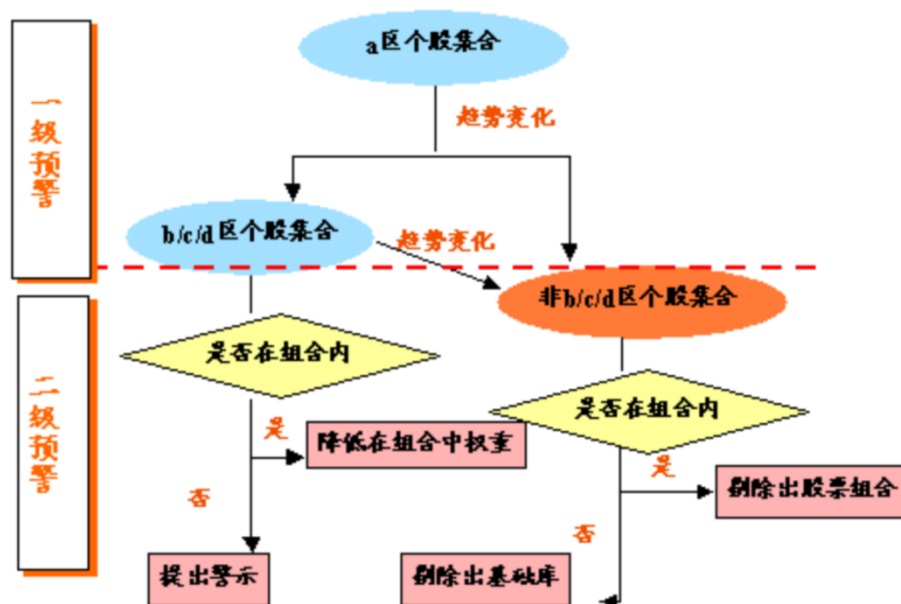 一级预警
a区个股集合
趋势变化
b/c/d区个股集合
趋势变化
非b/c/d区个股集合
二级预警
是否在组合内
是否在组合内
是
降低在组合中权重
是
剔除出股票组合
否
否
提出警示
剔除出基础库